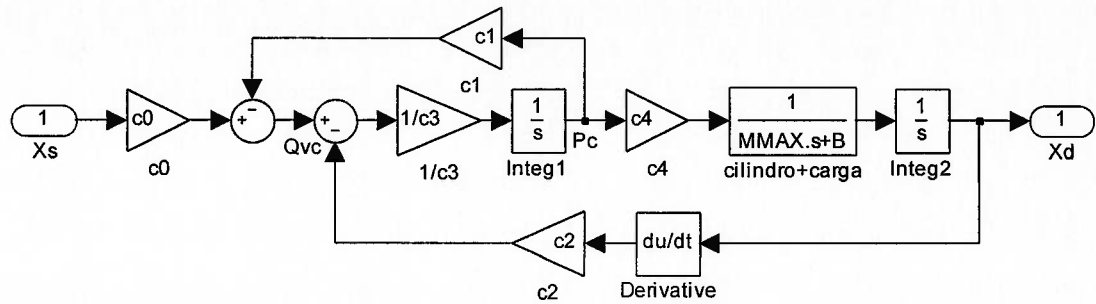 c1
c1
1
Xs
c0
c0
+
-
+
-
Qvc
1/c3
1/c3
1
s
Integ1
Pc
c4
c4
1
MMAX.s+B
cilindro+carga
1
s
Integ2
1
Xd
c2
c2
du/dt
Derivative